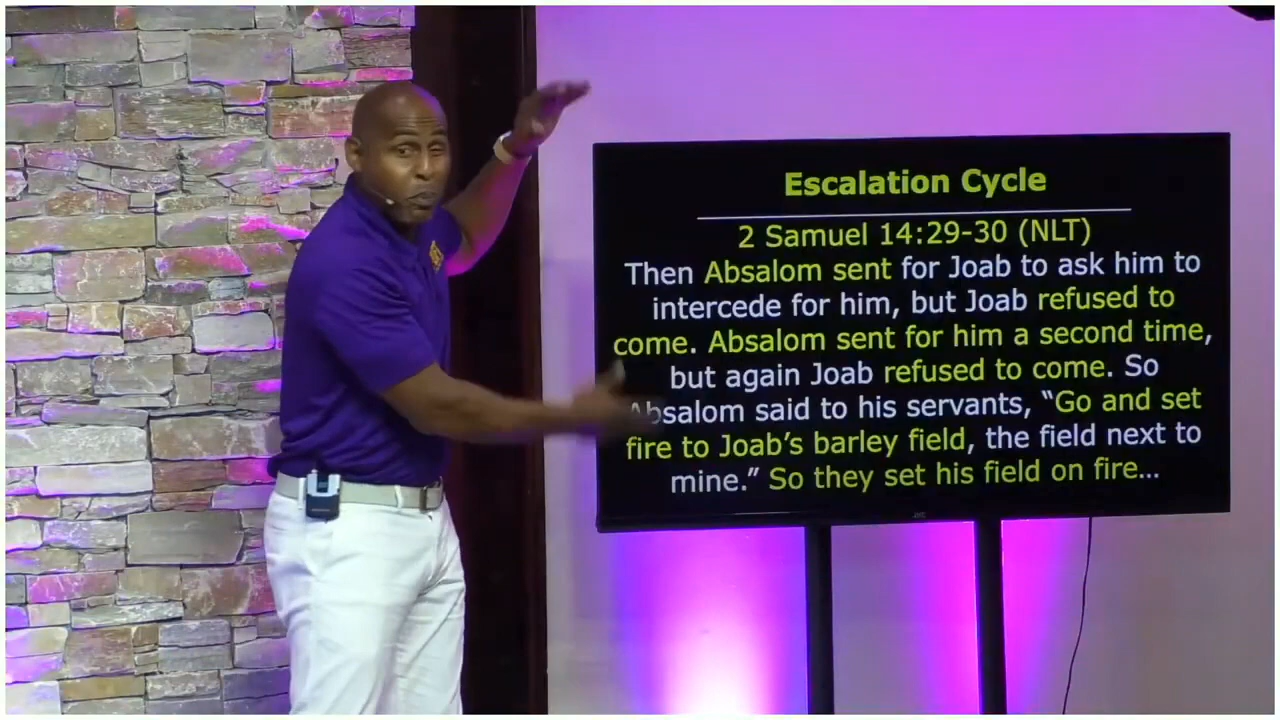 Escalation Cycle
2 Samuel 14:29-30 (NLT)
Then Absalom sent for Joab to ask him to
intercede for him, but Joab refused to
come. Absalom sent for him a second time,
but again Joab refused to come. So
Absalom said to his servants, “Go and set
fire to Joab’s barley field, the field next to
mine.” So they set his field on fire…